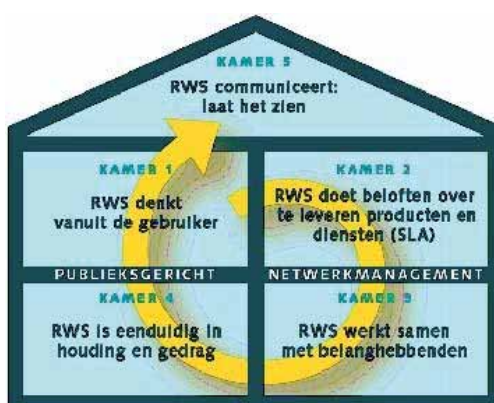 KAMER 5
RWS communiceert:
laat het zien
KAMER 1
RWS denkt
vanuit de gebruiker
KAMER 2
RWS doet beloften over
te leveren producten en
diensten (SLA)
PUBLIEKSGERICHT
NETWERKMANAGEMENT
KAMER 4
RWS is eenduidig in
houding en gedrag
KAMER 3
RWS werkt samen
met belanghebbenden